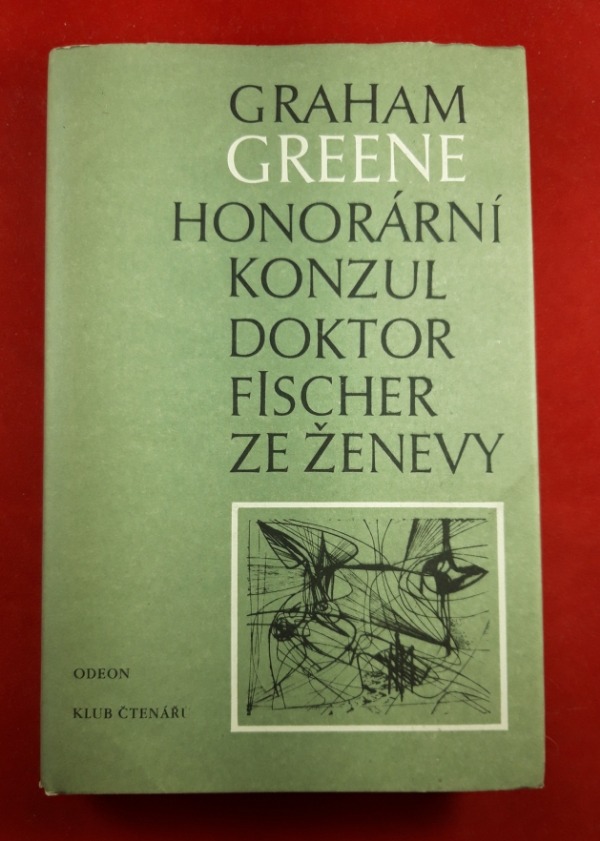 GRAHAM
GREENE
HONORÁRNÍ
KONZUL
DOKTOR
FISCHER
ZE ŽENEVY
ODEON
KLUB ČTENÁŘŮ